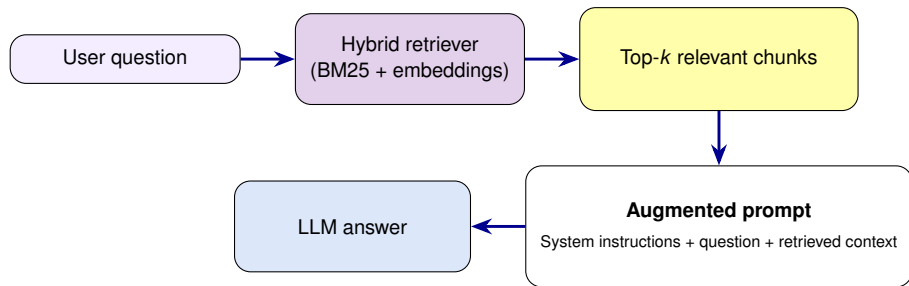 User question
Hybrid retriever
(BM25 + embeddings)
Top-k relevant chunks
Augmented prompt
System instructions + question + retrieved context
LLM answer